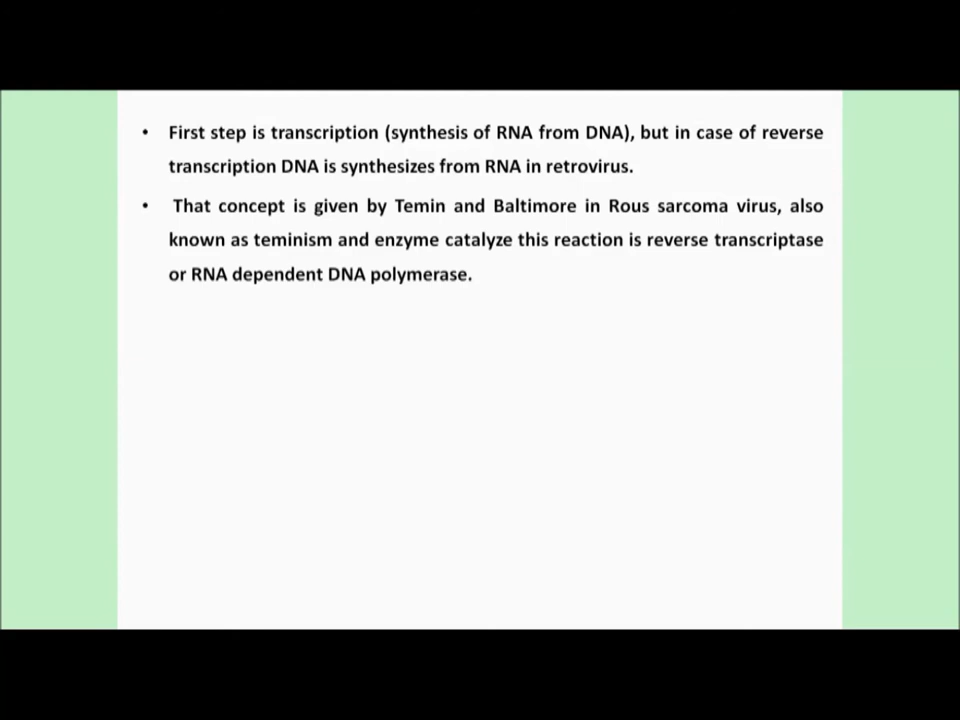 • First step is transcription (synthesis of RNA from DNA), but in case of reverse
transcription DNA is synthesizes from RNA in retrovirus.
• That concept is given by Temin and Baltimore in Rous sarcoma virus, also
known as teminism and enzyme catalyze this reaction is reverse transcriptase
or RNA dependent DNA polymerase.